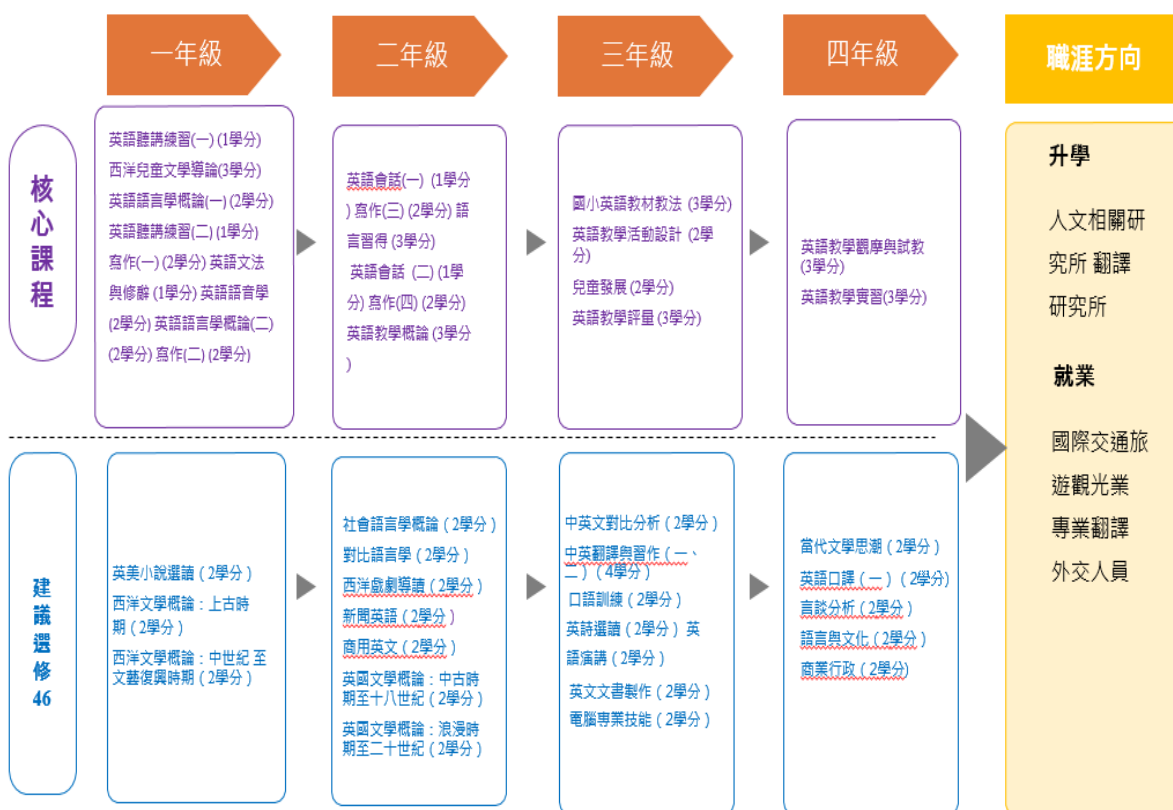 一年級
二年級
三年級
四年級
職涯方向
核心課程
英語聽講練習(一) (1學分)
西洋兒童文學導論(3學分)
英語語言學概論(一) (2學分)
英語聽講練習(二) (1學分)
寫作(一) (2學分) 英語文法
與修辭 (1學分) 英語語音學
(2學分) 英語語言學概論(二)
(2學分) 寫作(二) (2學分)
英語會話(一) (1學分
) 寫作(三) (2學分) 語
言習得 (3學分)
英語會話 (二) (1學
分) 寫作(四) (2學分)
英語教學概論 (3學分
)
國小英語教材教法 (3學分)
英語教學活動設計 (2學
分)
兒童發展 (2學分)
英語教學評量 (3學分)
英語教學觀摩與試教
(3學分)
英語教學實習(3學分)
建議選修
46
英美小說選讀（2學分）
西洋文學概論：上古時
期（2學分）
西洋文學概論：中世紀 至
文藝復興時期（2學分）
社會語言學概論（2學分）
對比語言學（2學分）
西洋戲劇導讀（2學分）
新聞英語（2學分）
商用英文（2學分）
英國文學概論：中古時
期至十八世紀（2學分）
英國文學概論：浪漫時
期至二十世紀（2學分）
中英文對比分析（2學分）
中英翻譯與習作（一、
二）（4學分）
口語訓練（2學分）
英詩選讀（2學分） 英
語演講（2學分）
英文文書製作（2學分）
電腦專業技能（2學分）
當代文學思潮（2學分）
英語口譯（一）（2學分)
言談分析（2學分）
語言與文化（2學分）
商業行政（2學分)
升學
人文相關研
究所 翻譯
研究所
就業
國際交通旅
遊觀光業
專業翻譯
外交人員